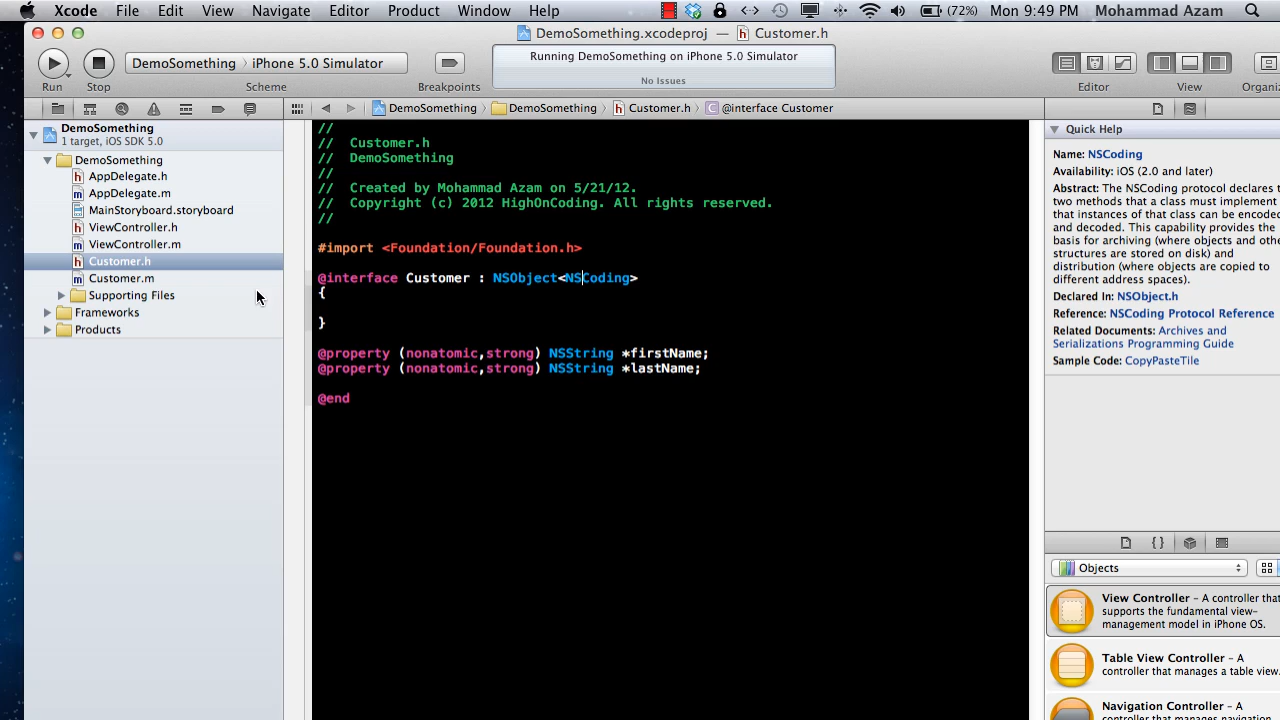 Xcode File Edit View Navigate Editor Product Window Help (72%) Mon 9:49 PM Mohammad Azam
DemoSomething.xcodeproj — Customer.h
DemoSomething iPhone 5.0 Simulator
Running DemoSomething on iPhone 5.0 Simulator
No Issues
Run Stop Scheme Breakpoints Editor View Organi
DemoSomething DemoSomething Customer.h @interface Customer
DemoSomething
1 target, iOS SDK 5.0
DemoSomething
AppDelegate.h
AppDelegate.m
MainStoryboard.storyboard
ViewController.h
ViewController.m
Customer.h
Customer.m
Supporting Files
Frameworks
Products
//
// Customer.h
// DemoSomething
//
// Created by Mohammad Azam on 5/21/12.
// Copyright (c) 2012 HighOnCoding. All rights reserved.
//
#import <Foundation/Foundation.h>
@interface Customer : NSObject<NSCoding>
{
}
@property (nonatomic,strong) NSString *firstName;
@property (nonatomic,strong) NSString *lastName;
@end
Quick Help
Name: NSCoding
Availability: iOS (2.0 and later)
Abstract: The NSCoding protocol declares t
two methods that a class must implement
that instances of that class can be encode
and decoded. This capability provides the
basis for archiving (where objects and othe
structures are stored on disk) and
distribution (where objects are copied to
different address spaces).
Declared In: NSObject.h
Reference: NSCoding Protocol Reference
Related Documents: Archives and
Serializations Programming Guide
Sample Code: CopyPasteTile
{ }
Objects
View Controller – A controller that
supports the fundamental view-
management model in iPhone OS.
Table View Controller – A
controller that manages a table view.
Navigation Controller – A
controller that manages navigation